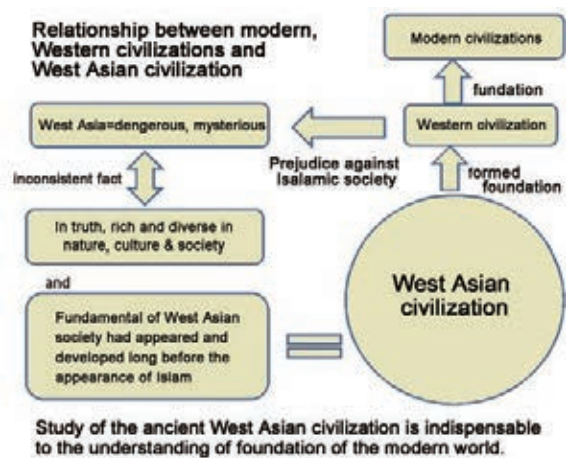 Relationship between modern,
Western civilizations and
West Asian civilization
Modern civilizations
fundation
West Asia=dengerous, mysterious
Western civilization
Prejudice against
Isalamic society
formed
foundation
inconsistent fact
In truth, rich and diverse in
nature, culture & society
and
Fundamental of West Asian
society had appeared and
developed long before the
appearance of Islam
West Asian
civilization
Study of the ancient West Asian civilization is indispensable
to the understanding of foundation of the modern world.